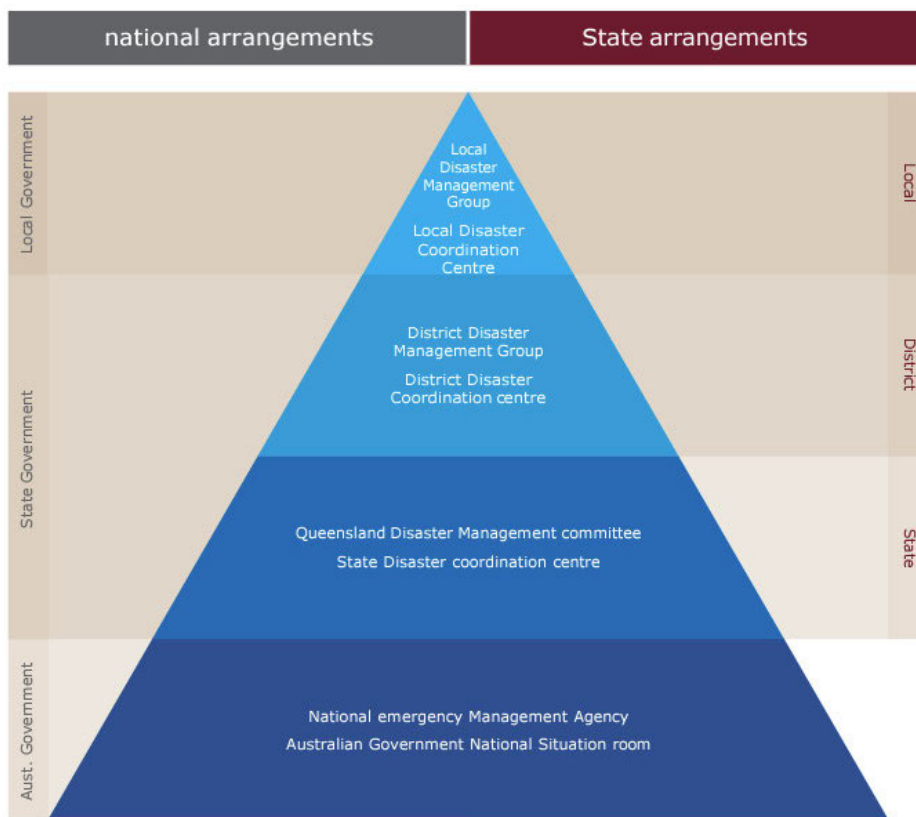 national arrangements
State arrangements
Local Government
Local
Disaster
Management
Group
Local Disaster
Coordination
Centre
Local
State Government
District Disaster
Management Group
District Disaster
Coordination centre
District
Queensland Disaster Management committee
State Disaster coordination centre
State
Aust. Government
National emergency Management Agency
Australian Government National Situation room